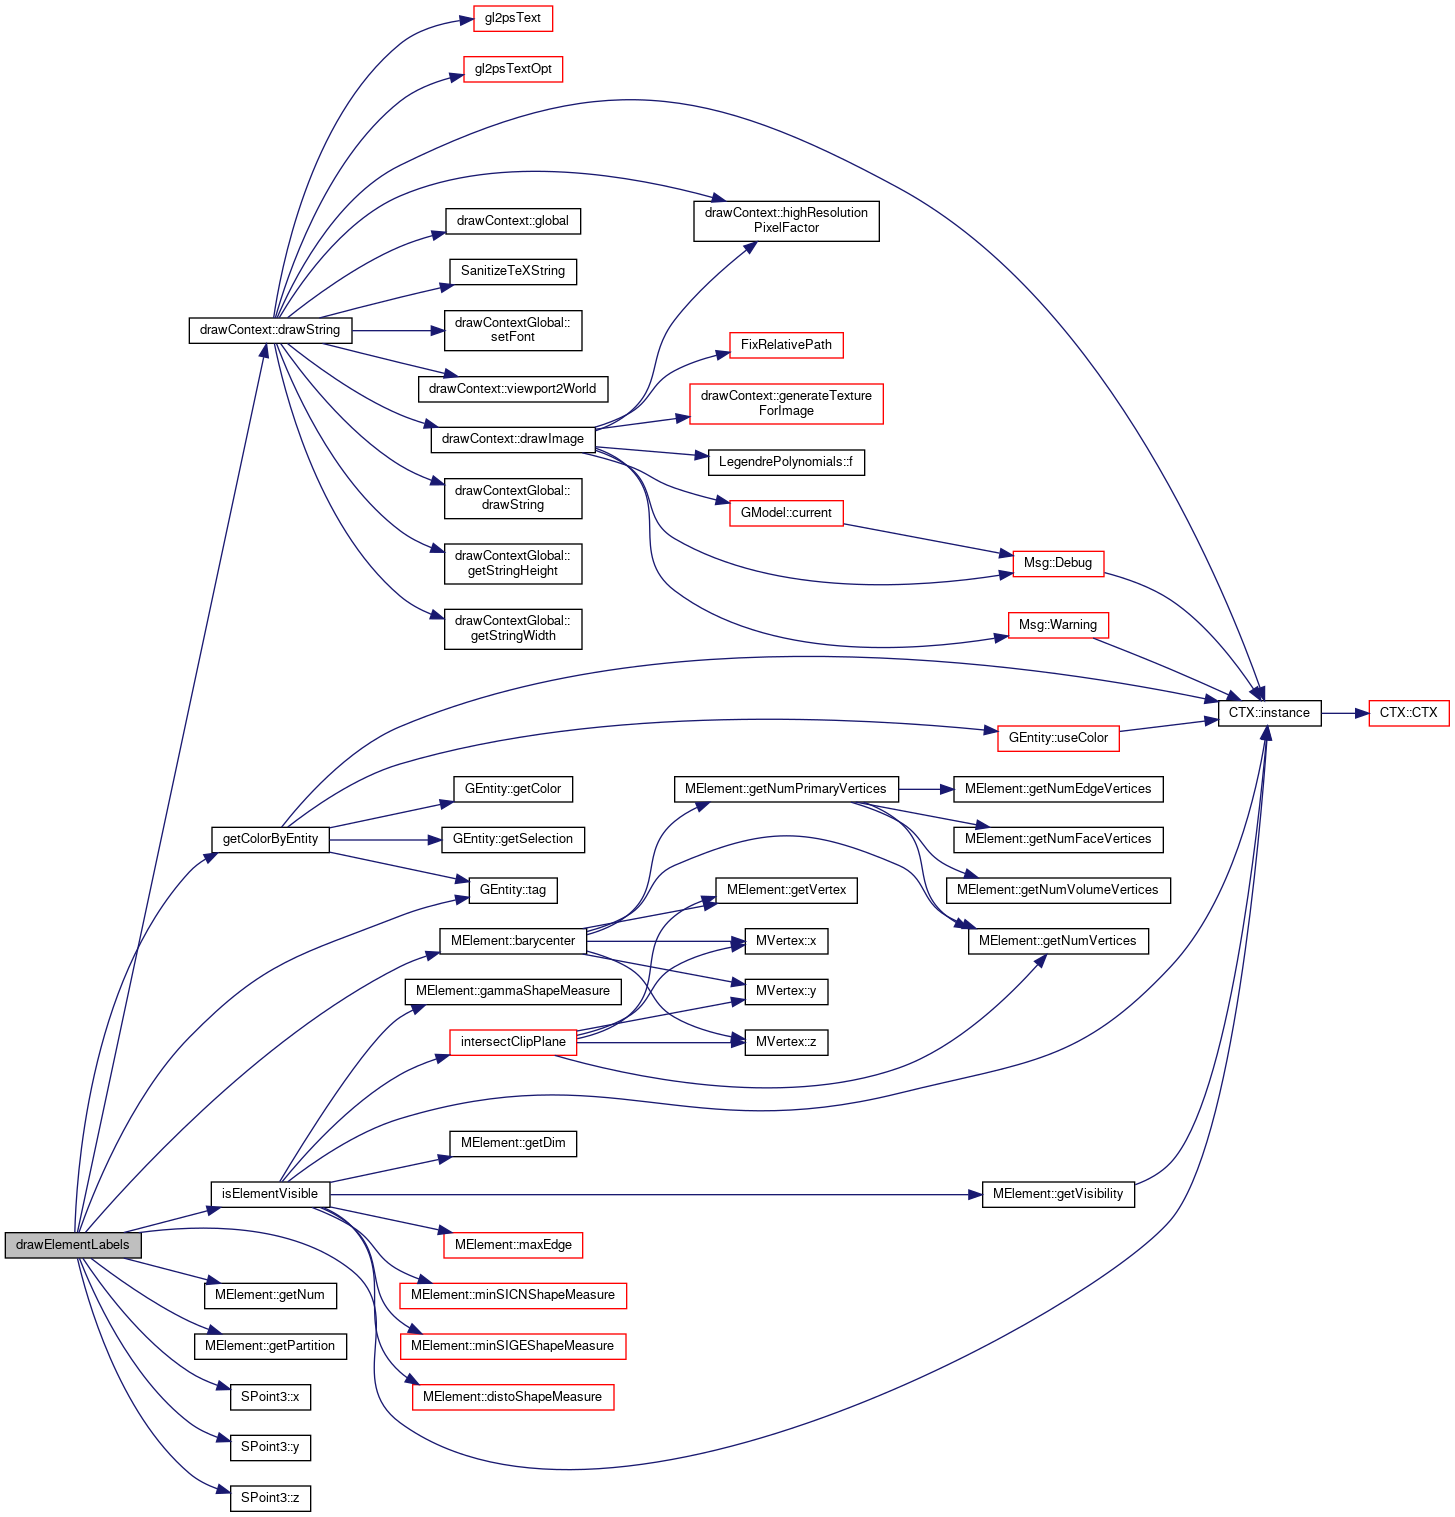 gl2psText
gl2psTextOpt
drawContext::highResolution
PixelFactor
drawContext::global
SanitizeTeXString
drawContext::drawString
drawContextGlobal::
setFont
FixRelativePath
drawContext::viewport2World
drawContext::generateTexture
ForImage
drawContext::drawImage
LegendrePolynomials::f
drawContextGlobal::
drawString
GModel::current
drawContextGlobal::
getStringHeight
Msg::Debug
drawContextGlobal::
getStringWidth
Msg::Warning
CTX::instance
CTX::CTX
GEntity::useColor
GEntity::getColor
MElement::getNumPrimaryVertices
MElement::getNumEdgeVertices
getColorByEntity
GEntity::getSelection
MElement::getNumFaceVertices
GEntity::tag
MElement::getVertex
MElement::getNumVolumeVertices
MElement::barycenter
MVertex::x
MElement::getNumVertices
MElement::gammaShapeMeasure
MVertex::y
intersectClipPlane
MVertex::z
MElement::getDim
isElementVisible
MElement::getVisibility
drawElementLabels
MElement::maxEdge
MElement::getNum
MElement::minSICNShapeMeasure
MElement::getPartition
MElement::minSIGEShapeMeasure
SPoint3::x
MElement::distoShapeMeasure
SPoint3::y
SPoint3::z